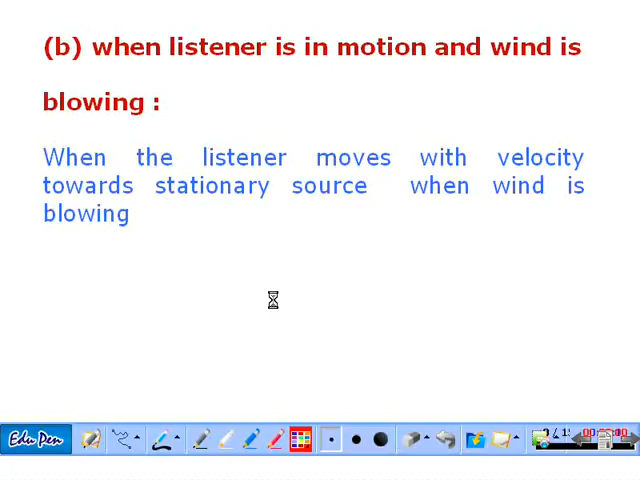 (b) when listener is in motion and wind is
blowing :
When the listener moves with velocity
towards stationary source when wind is
blowing
Edu Pen